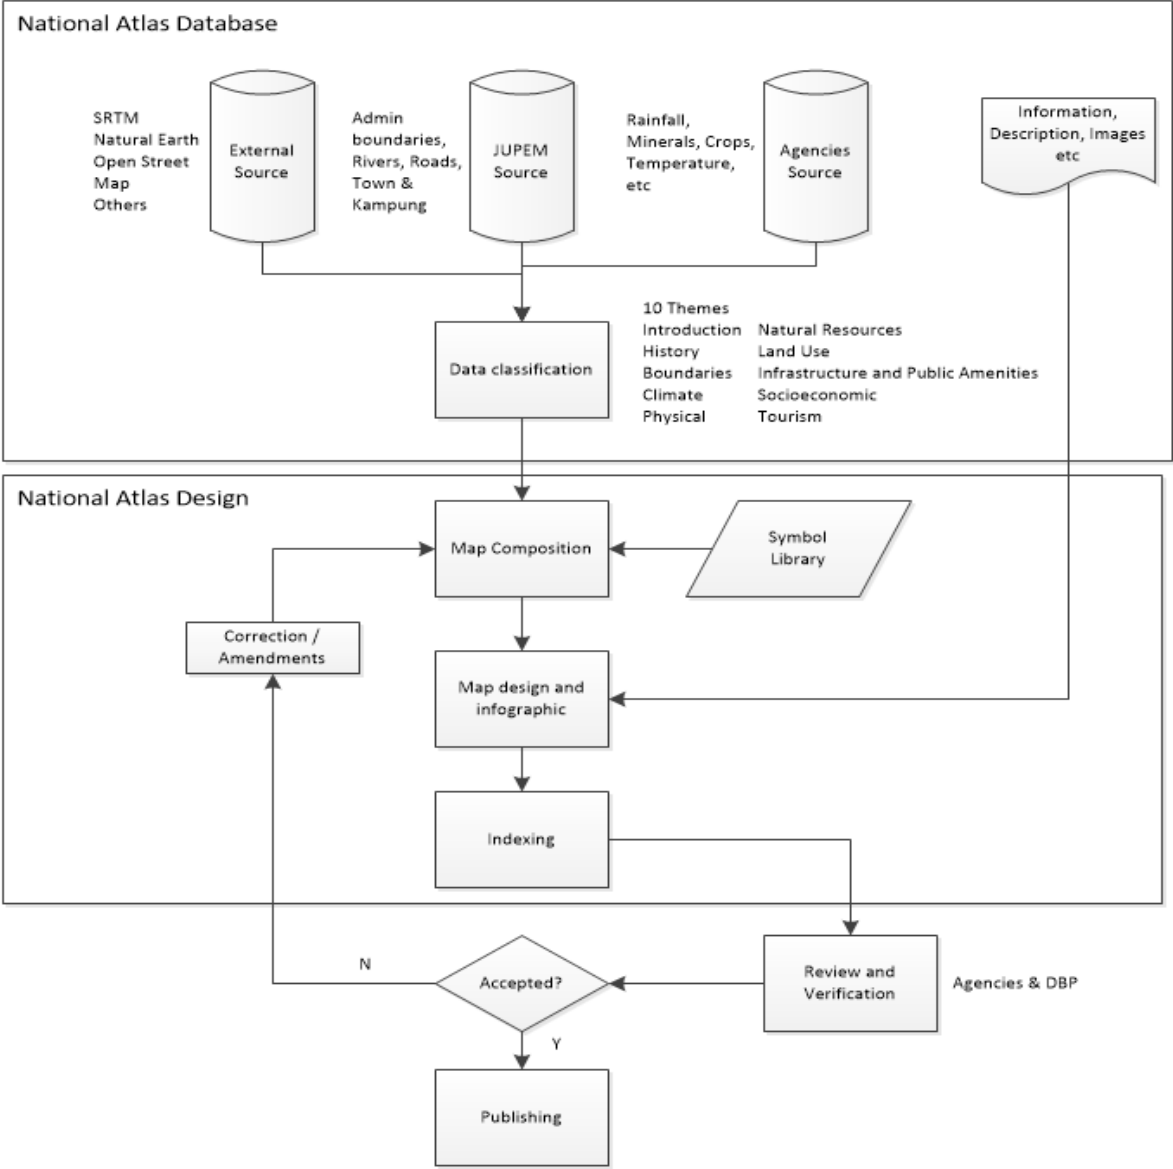 National Atlas Database
SRTM
Natural Earth
Open Street
Map
Others
External
Source
Admin
boundaries,
Rivers, Roads,
Town &
Kampung
JUPEM
Source
Rainfall,
Minerals, Crops,
Temperature,
etc
Agencies
Source
Information,
Description, Images
etc
Data classification
10 Themes
Introduction Natural Resources
History Land Use
Boundaries Infrastructure and Public Amenities
Climate Socioeconomic
Physical Tourism
National Atlas Design
Map Composition
Symbol
Library
Correction /
Amendments
Map design and
infographic
Indexing
N
Accepted?
Review and
Verification
Agencies & DBP
Y
Publishing